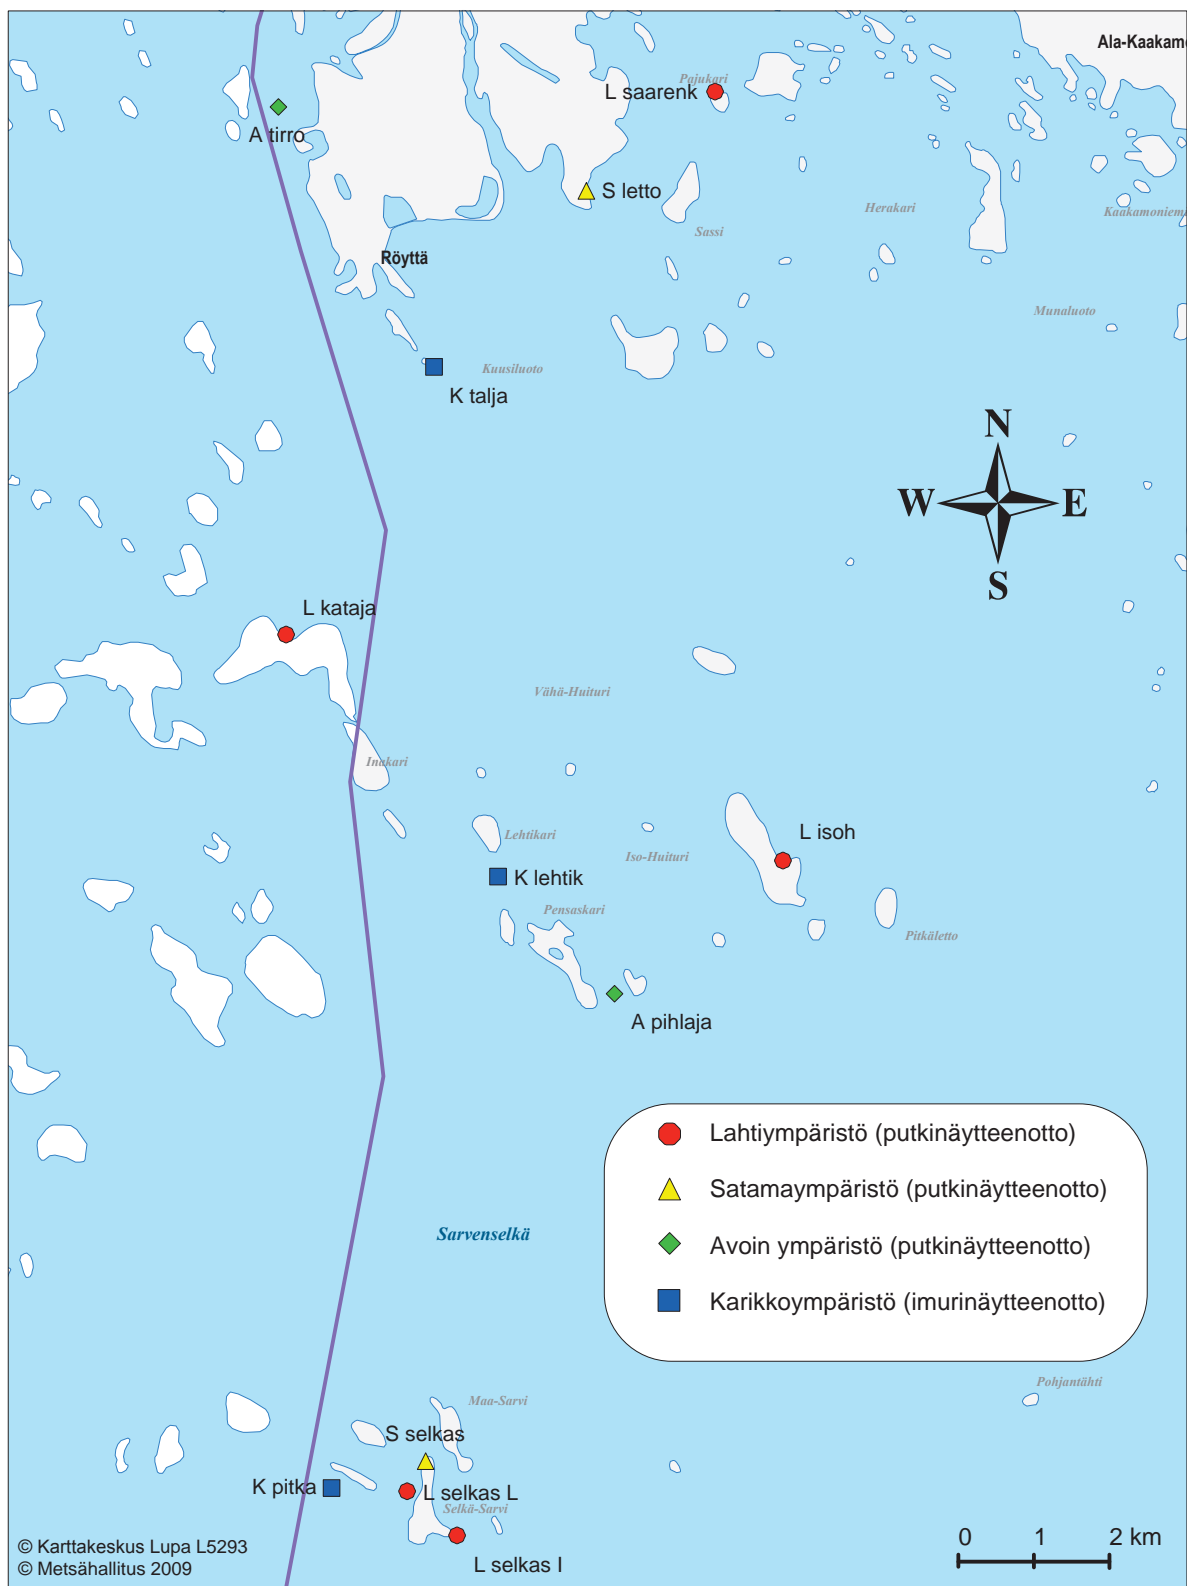 Ala-Kaakamo
Pajukari
L saarenk
A tirro
S letto
Herakari
Kaakamoniemi
Sassi
Röyttä
Munaluoto
Kuusiluoto
K talja
N
W
E
S
L kataja
Vähä-Huituri
Inakari
Lehtikari
L isoh
Iso-Huituri
K lehtik
Pensaskari
Pitkäletto
A pihlaja
Lahtiympäristö (putkinäytteenotto)
Satamaympäristö (putkinäytteenotto)
Avoin ympäristö (putkinäytteenotto)
Karikkoympäristö (imurinäytteenotto)
Sarvenselkä
Pohjantähti
Maa-Sarvi
S selkas
K pitka
L selkas L
Selkä-Sarvi
L selkas I
0 1 2 km
© Karttakeskus Lupa L5293
© Metsähallitus 2009